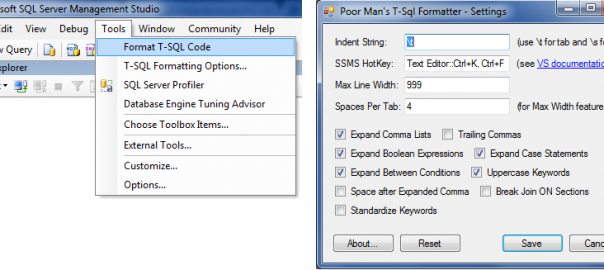 soft SQL Server Management Studio
dit View Debug Tools Window Community Help
Query
Format T-SQL Code
xplorer
T-SQL Formatting Options...
SQL Server Profiler
Database Engine Tuning Advisor
Choose Toolbox Items...
External Tools...
Customize...
Options...
Poor Man's T-Sql Formatter - Settings
Indent String: \t (use '\t' for tab and '\s' f
SSMS HotKey: Text Editor::Ctrl+K, Ctrl+F (see VS documentatio
Max Line Width: 999
Spaces Per Tab: 4 (for Max Width feature
Expand Comma Lists Trailing Commas
Expand Boolean Expressions Expand Case Statements
Expand Between Conditions Uppercase Keywords
Space after Expanded Comma Break Join ON Sections
Standardize Keywords
About... Reset Save Canc